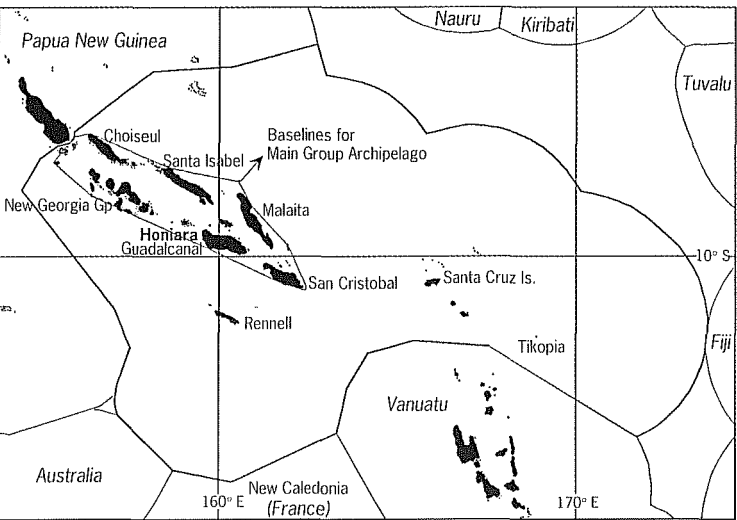 Nauru
Kiribati
Papua New Guinea
Tuvalu
Choiseul
Baselines for
Main Group Archipelago
Santa Isabel
New Georgia Gp
Malaita
Honiara
Guadalcanal
10° S
San Cristobal
Santa Cruz Is.
Rennell
Tikopia
Fiji
Vanuatu
Australia
New Caledonia
(France)
160° E
170° E